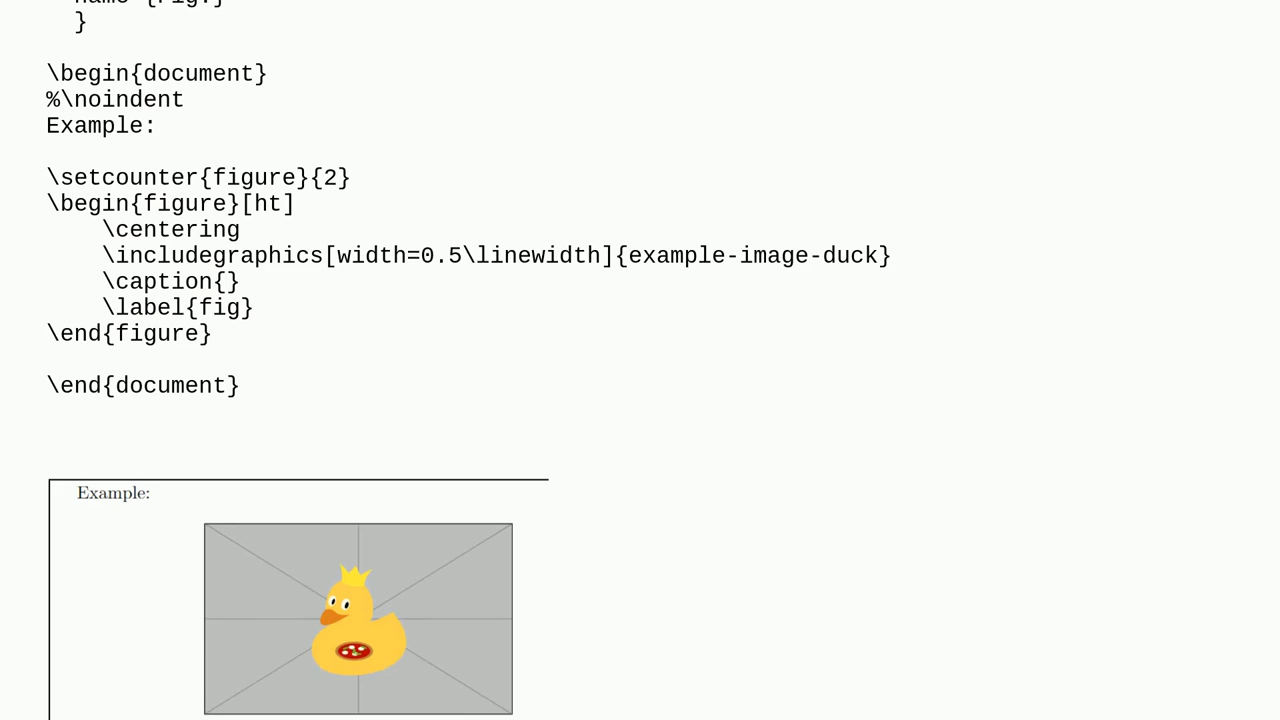 }
\begin{document}
%\noindent
Example:
\setcounter{figure}{2}
\begin{figure}[ht]
    \centering
    \includegraphics[width=0.5\linewidth]{example-image-duck}
    \caption{}
    \label{fig}
\end{figure}
\end{document}
Example: